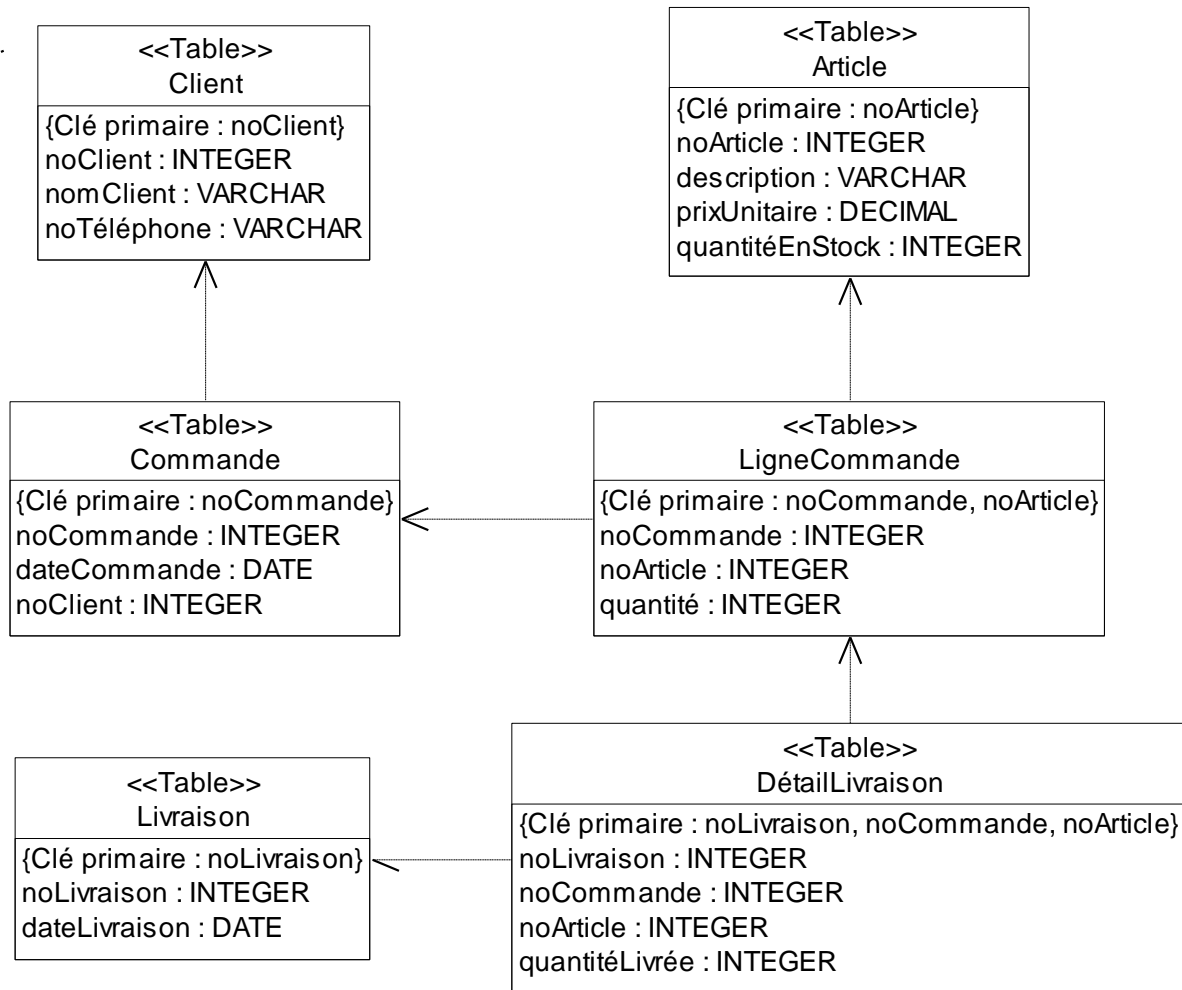 <<Table>>
Client
{Clé primaire : noClient}
noClient : INTEGER
nomClient : VARCHAR
noTéléphone : VARCHAR
<<Table>>
Article
{Clé primaire : noArticle}
noArticle : INTEGER
description : VARCHAR
prixUnitaire : DECIMAL
quantitéEnStock : INTEGER
<<Table>>
Commande
{Clé primaire : noCommande}
noCommande : INTEGER
dateCommande : DATE
noClient : INTEGER
<<Table>>
LigneCommande
{Clé primaire : noCommande, noArticle}
noCommande : INTEGER
noArticle : INTEGER
quantité : INTEGER
<<Table>>
Livraison
{Clé primaire : noLivraison}
noLivraison : INTEGER
dateLivraison : DATE
<<Table>>
DétailLivraison
{Clé primaire : noLivraison, noCommande, noArticle}
noLivraison : INTEGER
noCommande : INTEGER
noArticle : INTEGER
quantitéLivrée : INTEGER